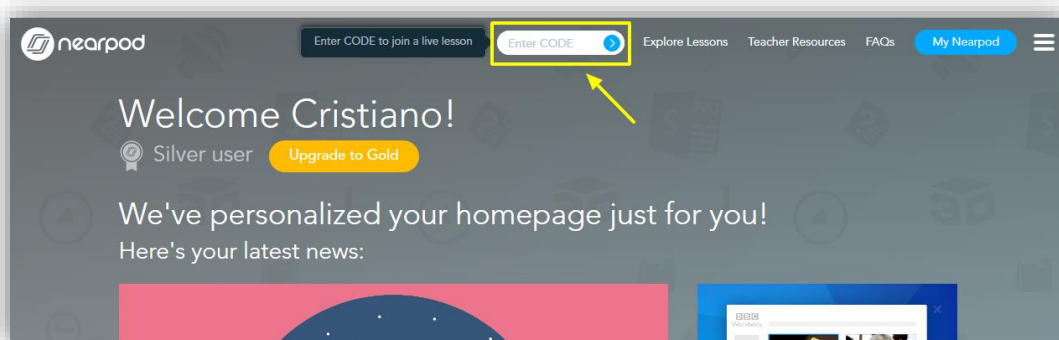 nearpod
Enter CODE to join a live lesson
Enter CODE
Explore Lessons
Teacher Resources
FAQs
My Nearpod
Welcome Cristiano!
Silver user
Upgrade to Gold
We've personalized your homepage just for you!
Here's your latest news:
BBC